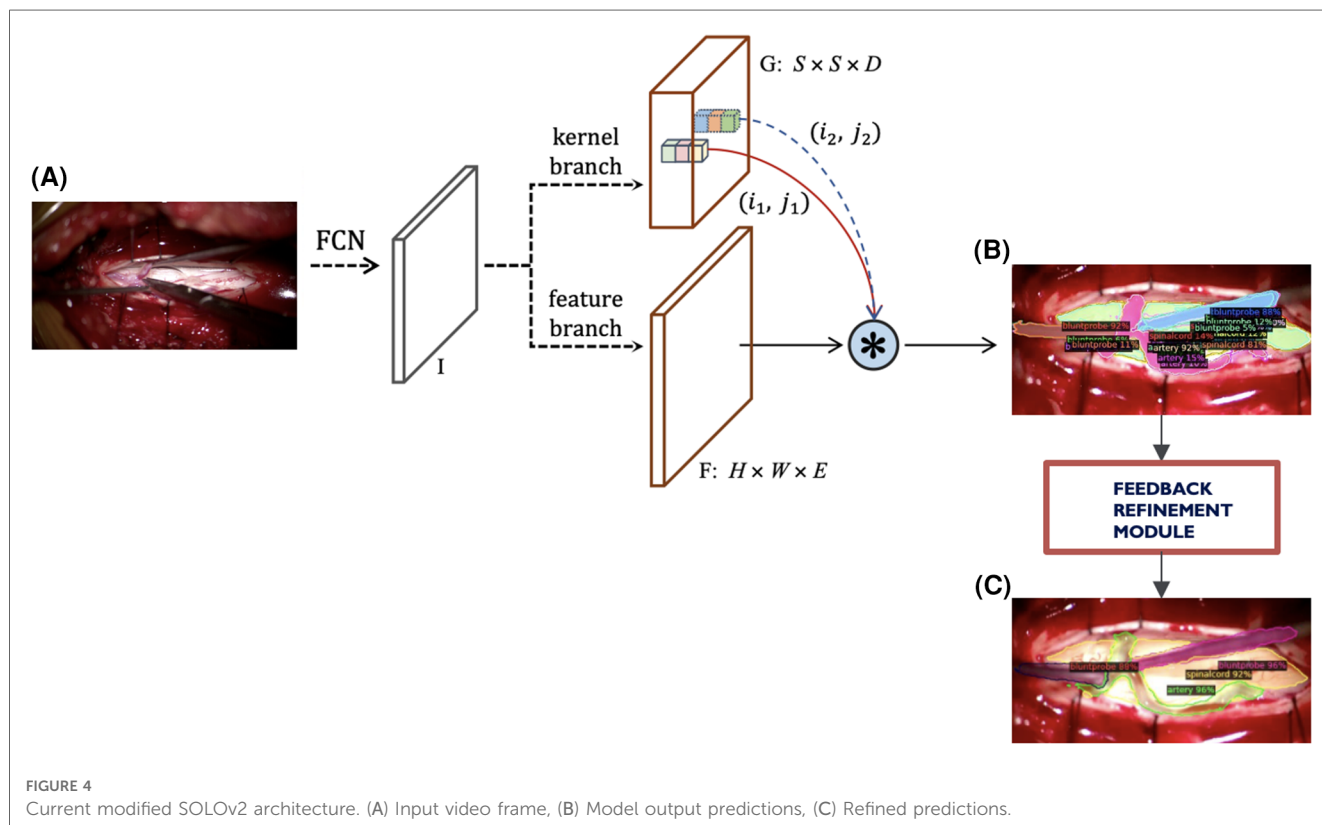 (A)
FCN
I
kernel
branch
feature
branch
G: S × S × D
(i₂, j₂)
(i₁, j₁)
F: H × W × E
(B)
bluntprobe 88%
bluntprobe 12%
bluntprobe 92%
bluntprobe 5%
spinalcord 14%
bluntprobe 11%
artery 92%
spinalcord 81%
artery 15%
FEEDBACK
REFINEMENT
MODULE
(C)
bluntprobe 96%
spinalcord 92%
artery 96%
FIGURE 4
Current modified SOLOv2 architecture. (A) Input video frame, (B) Model output predictions, (C) Refined predictions.